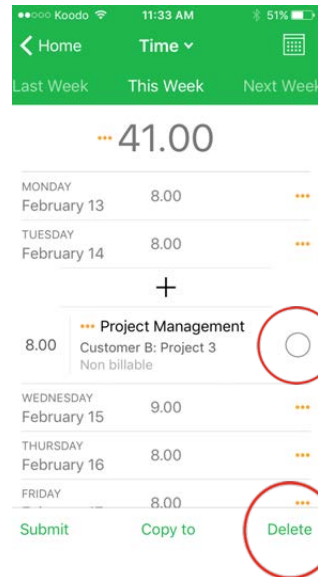 Koodo 11:33 AM 51%
Home Time
Last Week This Week Next Week
41.00
MONDAY
February 13 8.00
TUESDAY
February 14 8.00
+
Project Management
8.00 Customer B: Project 3
Non billable
WEDNESDAY
February 15 9.00
THURSDAY
February 16 8.00
FRIDAY
8.00
Submit Copy to Delete